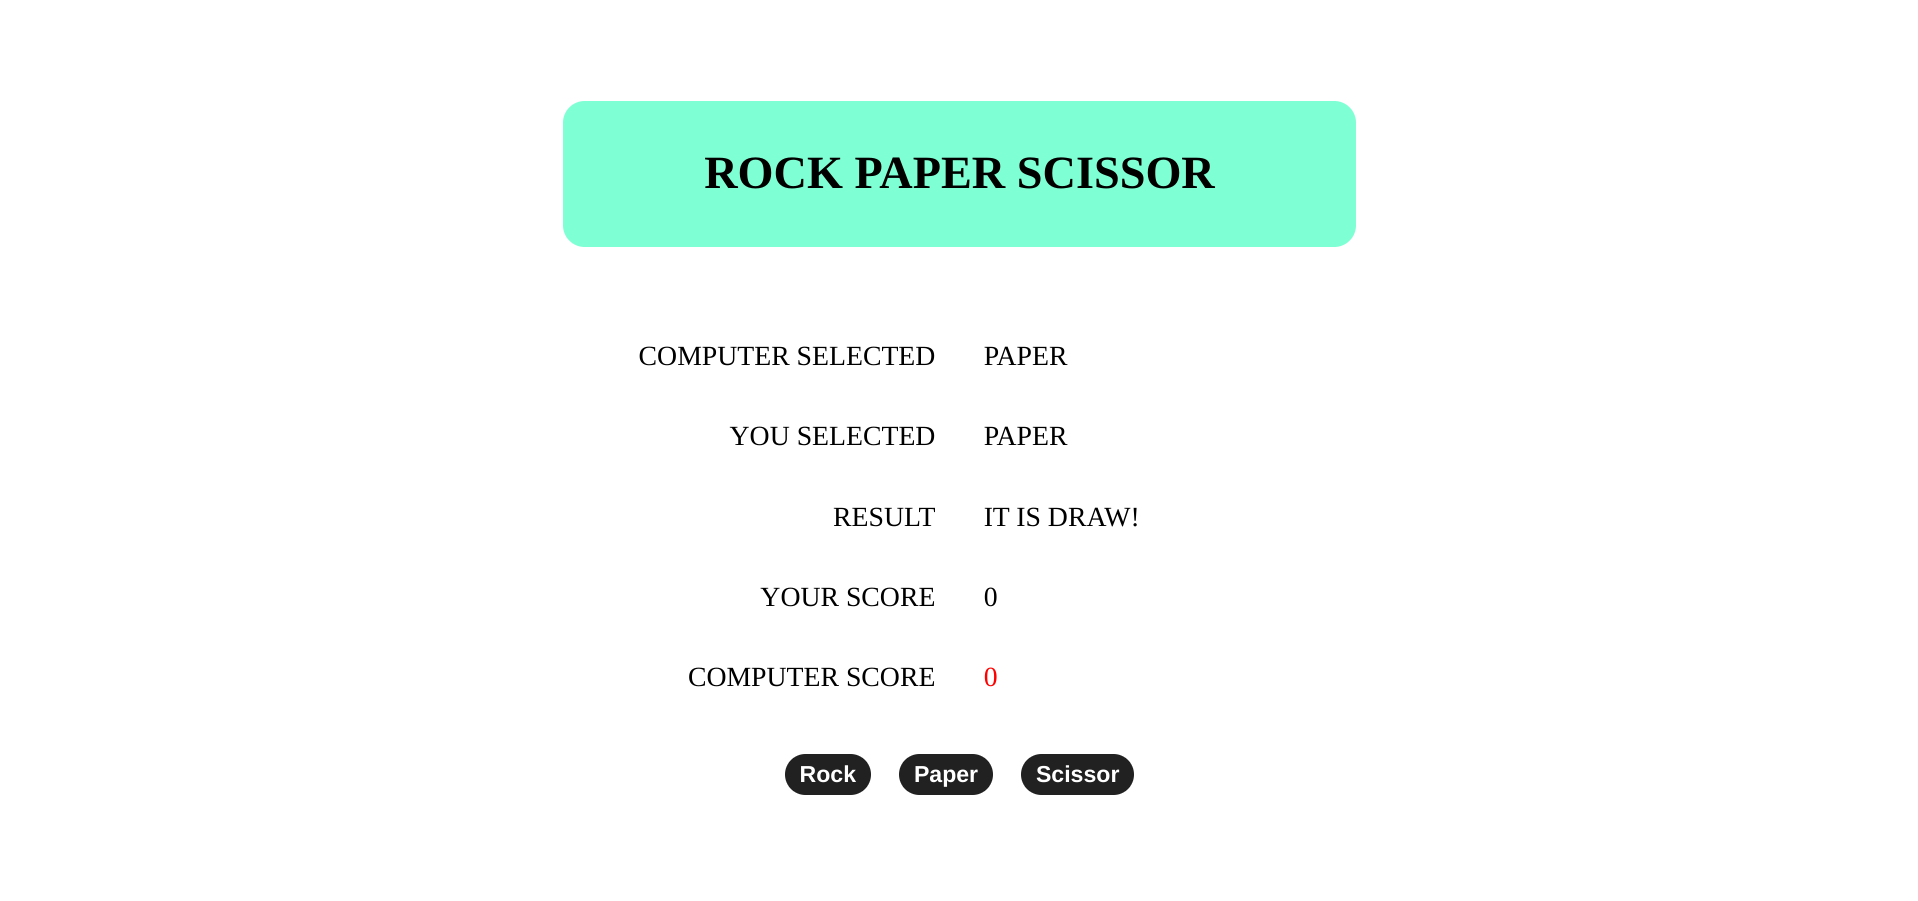 ROCK PAPER SCISSOR
COMPUTER SELECTED PAPER
YOU SELECTED PAPER
RESULT IT IS DRAW!
YOUR SCORE 0
COMPUTER SCORE 0
Rock Paper Scissor